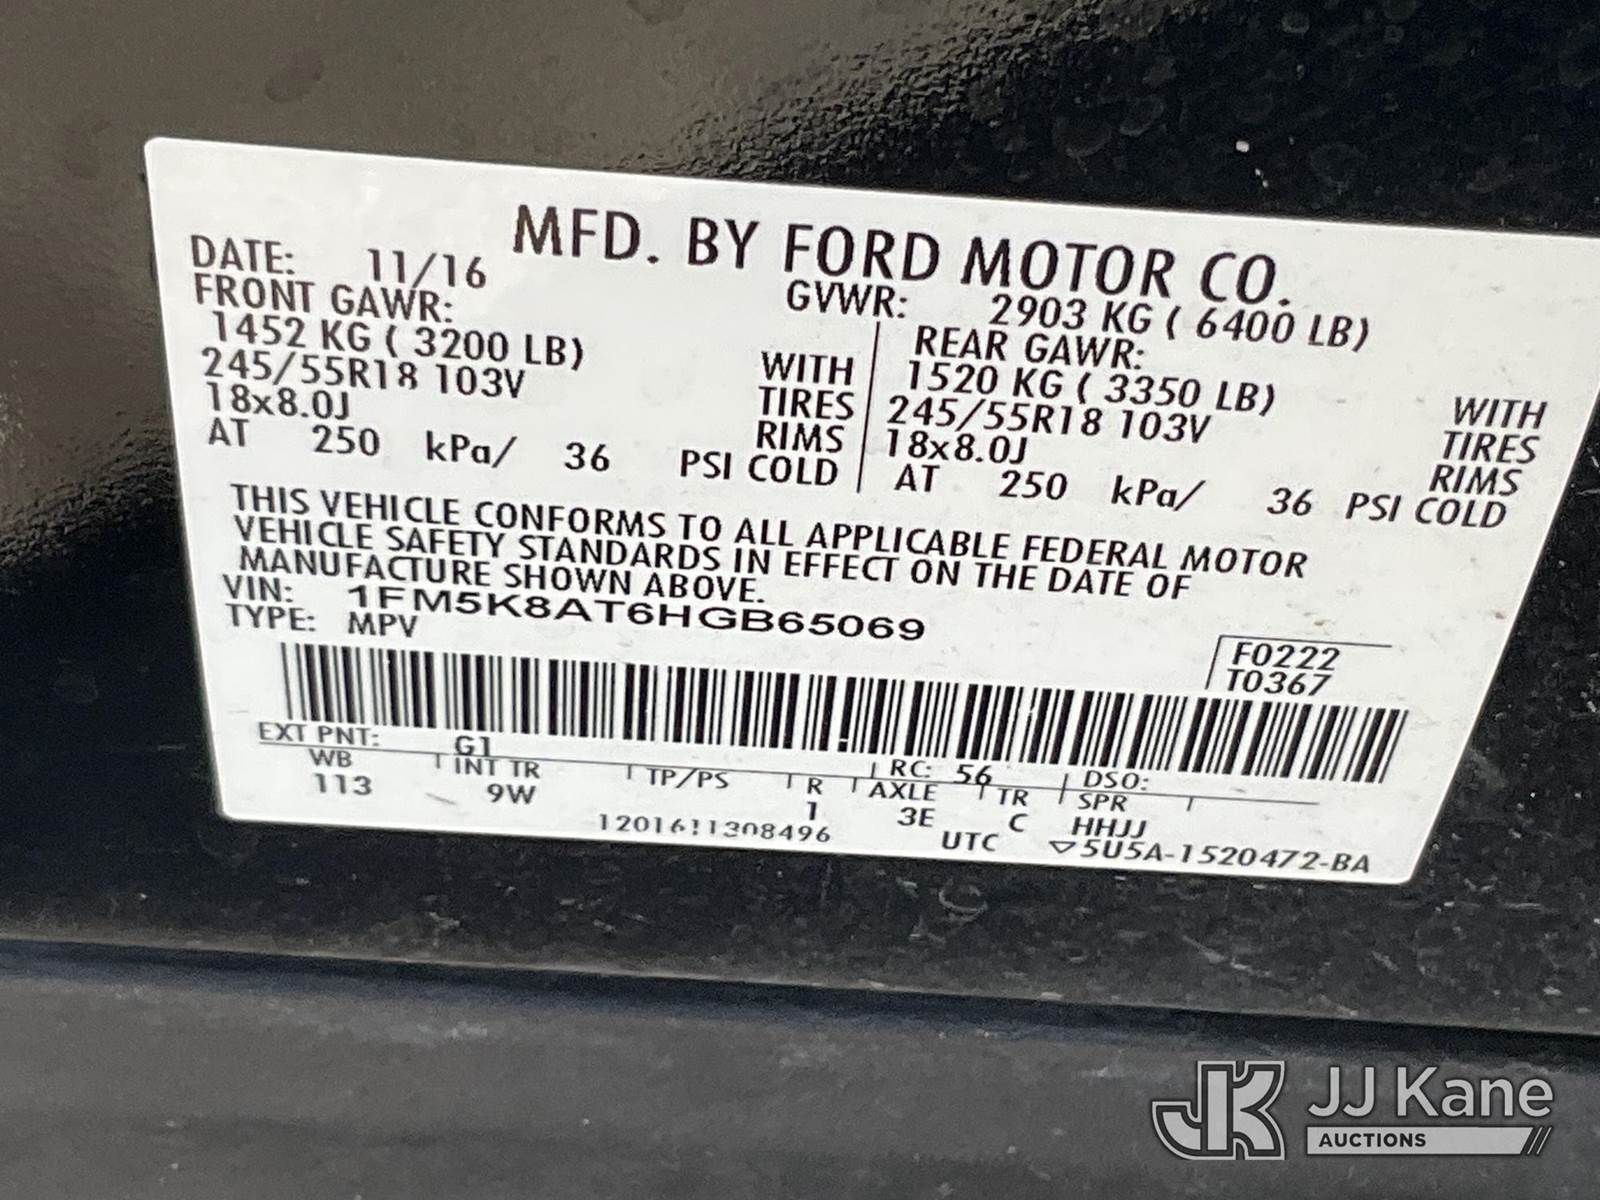 MFD. BY FORD MOTOR CO.
DATE: 11/16 GVWR: 2903 KG ( 6400 LB)
FRONT GAWR: REAR GAWR:
1452 KG ( 3200 LB) WITH 1520 KG ( 3350 LB) WITH
245/55R18 103V TIRES 245/55R18 103V TIRES
18x8.0J RIMS 18x8.0J RIMS
AT 250 kPa/ 36 PSI COLD AT 250 kPa/ 36 PSI COLD
THIS VEHICLE CONFORMS TO ALL APPLICABLE FEDERAL MOTOR
VEHICLE SAFETY STANDARDS IN EFFECT ON THE DATE OF
MANUFACTURE SHOWN ABOVE.
VIN: 1FM5K8AT6HGB65069
TYPE: MPV
F0222
T0367
EXT PNT: G1 RC: 56 DSO:
WB INT TR TP/PS R AXLE TR SPR
113 9W 1 3E C HHJJ
1201611308496 UTC ▽5U5A-1520472-BA
JK JJ Kane
AUCTIONS